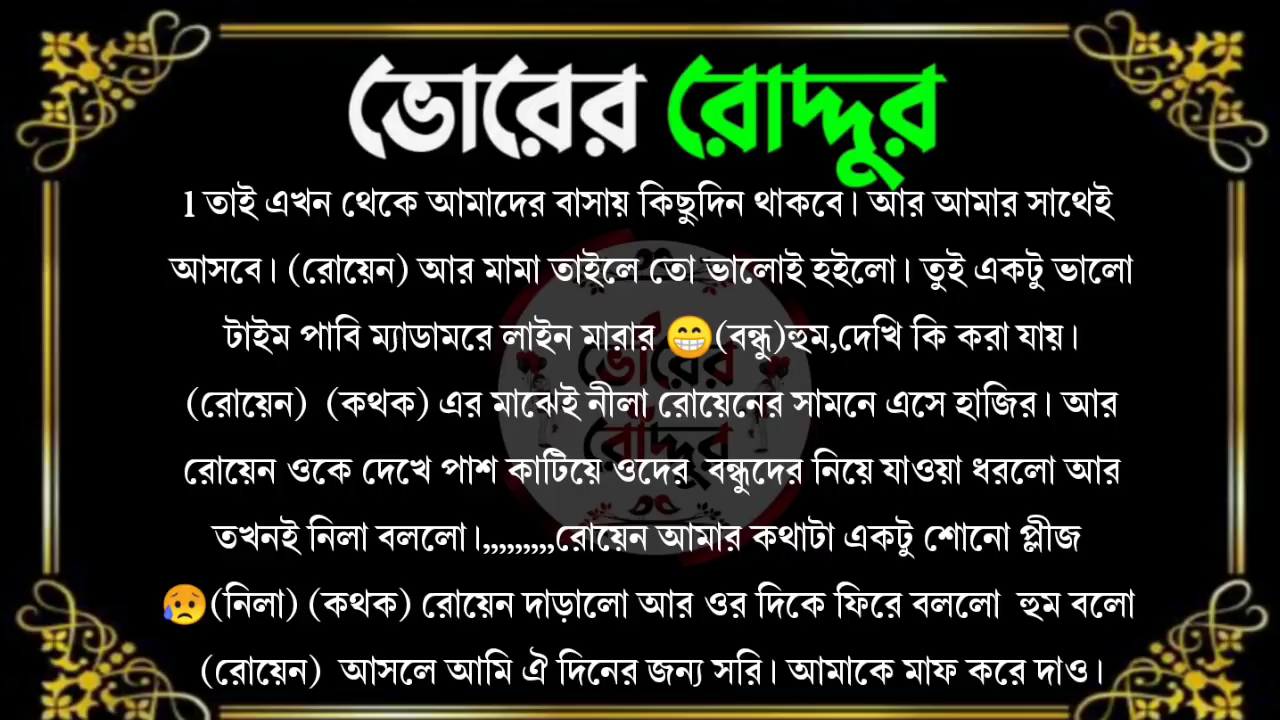 ভোরের রোদ্দুর
1 তাই এখন থেকে আমাদের বাসায় কিছুদিন থাকবে। আর আমার সাথেই
আসবে। (রোয়েন) আর মামা তাইলে তো ভালোই হইলো। তুই একটু ভালো
টাইম পাবি ম্যাডামরে লাইন মারার 😁(বন্ধু)হুম,দেখি কি করা যায়।
(রোয়েন) (কথক) এর মাঝেই নীলা রোয়েনের সামনে এসে হাজির। আর
রোয়েন ওকে দেখে পাশ কাটিয়ে ওদের বন্ধুদের নিয়ে যাওয়া ধরলো আর
তখনই নিলা বললো।,,,,,,,,,রোয়েন আমার কথাটা একটু শোনো প্লীজ
😥(নিলা) (কথক) রোয়েন দাড়ালো আর ওর দিকে ফিরে বললো হুম বলো
(রোয়েন) আসলে আমি ঐ দিনের জন্য সরি। আমাকে মাফ করে দাও।
ভোরের
রোদ্দুর